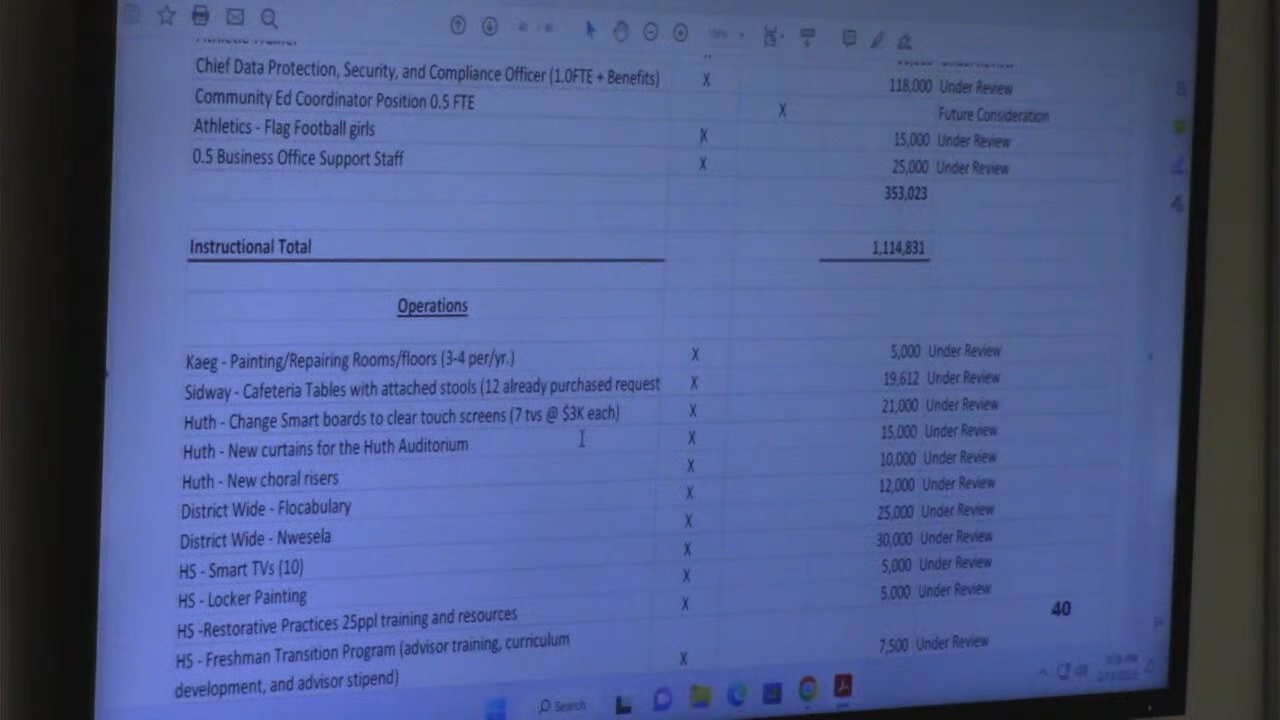 Chief Data Protection, Security, and Compliance Officer (1.0FTE + Benefits) X 118,000 Under Review
Community Ed Coordinator Position 0.5 FTE X Future Consideration
Athletics - Flag Football girls X 15,000 Under Review
0.5 Business Office Support Staff X 25,000 Under Review
353,023
Instructional Total 1,114,831
Operations
Kaeg - Painting/Repairing Rooms/floors (3-4 per/yr.) X 5,000 Under Review
Sidway - Cafeteria Tables with attached stools (12 already purchased request X 19,612 Under Review
Huth - Change Smart boards to clear touch screens (7 tvs @ $3K each) X 21,000 Under Review
Huth - New curtains for the Huth Auditorium X 15,000 Under Review
Huth - New choral risers X 10,000 Under Review
District Wide - Flocabulary X 12,000 Under Review
District Wide - Nwesela X 25,000 Under Review
HS - Smart TVs (10) X 30,000 Under Review
HS - Locker Painting X 5,000 Under Review
HS -Restorative Practices 25ppl training and resources X 5,000 Under Review
40
HS - Freshman Transition Program (advisor training, curriculum
development, and advisor stipend) X 7,500 Under Review
Search